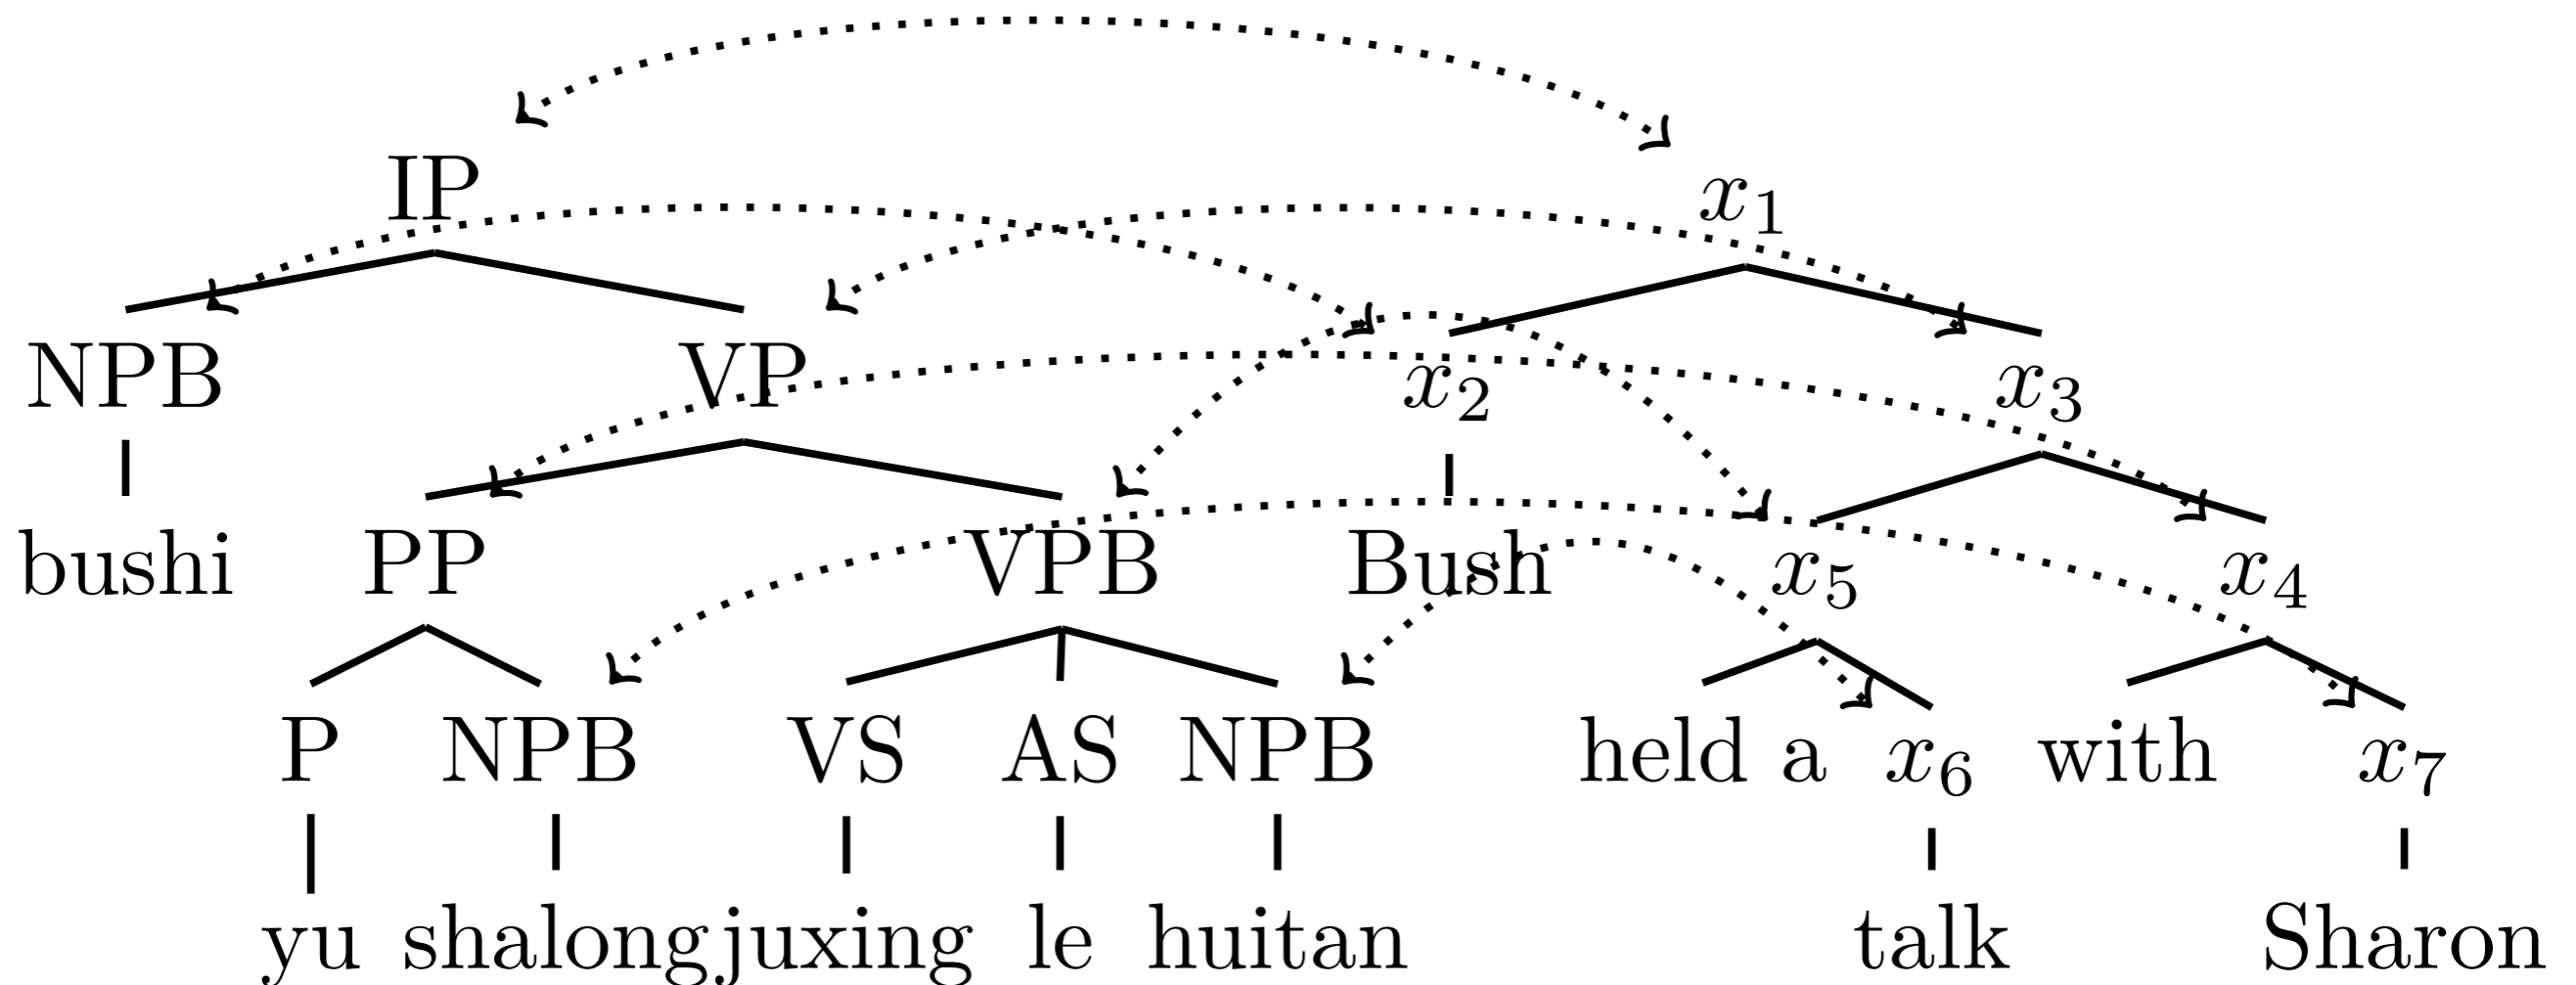 IP x1
NPB VP x2 x3
bushi PP VPB Bush x5 x4
P NPB VS AS NPB held a x6 with x7
yu shalong juxing le huitan talk Sharon